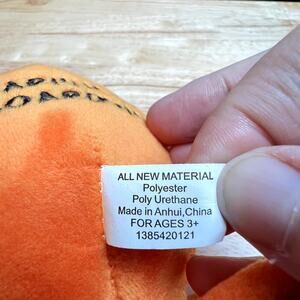 ALL NEW MATERIAL
Polyester
Poly Urethane
Made in Anhui,China
FOR AGES 3+
1385420121